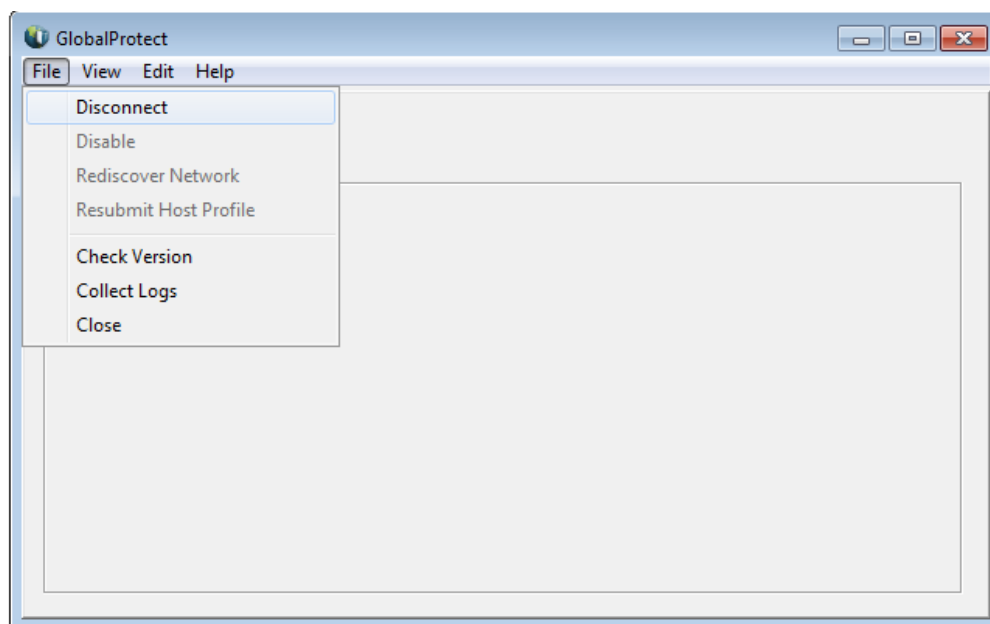 GlobalProtect
File View Edit Help
Disconnect
Disable
Rediscover Network
Resubmit Host Profile
Check Version
Collect Logs
Close